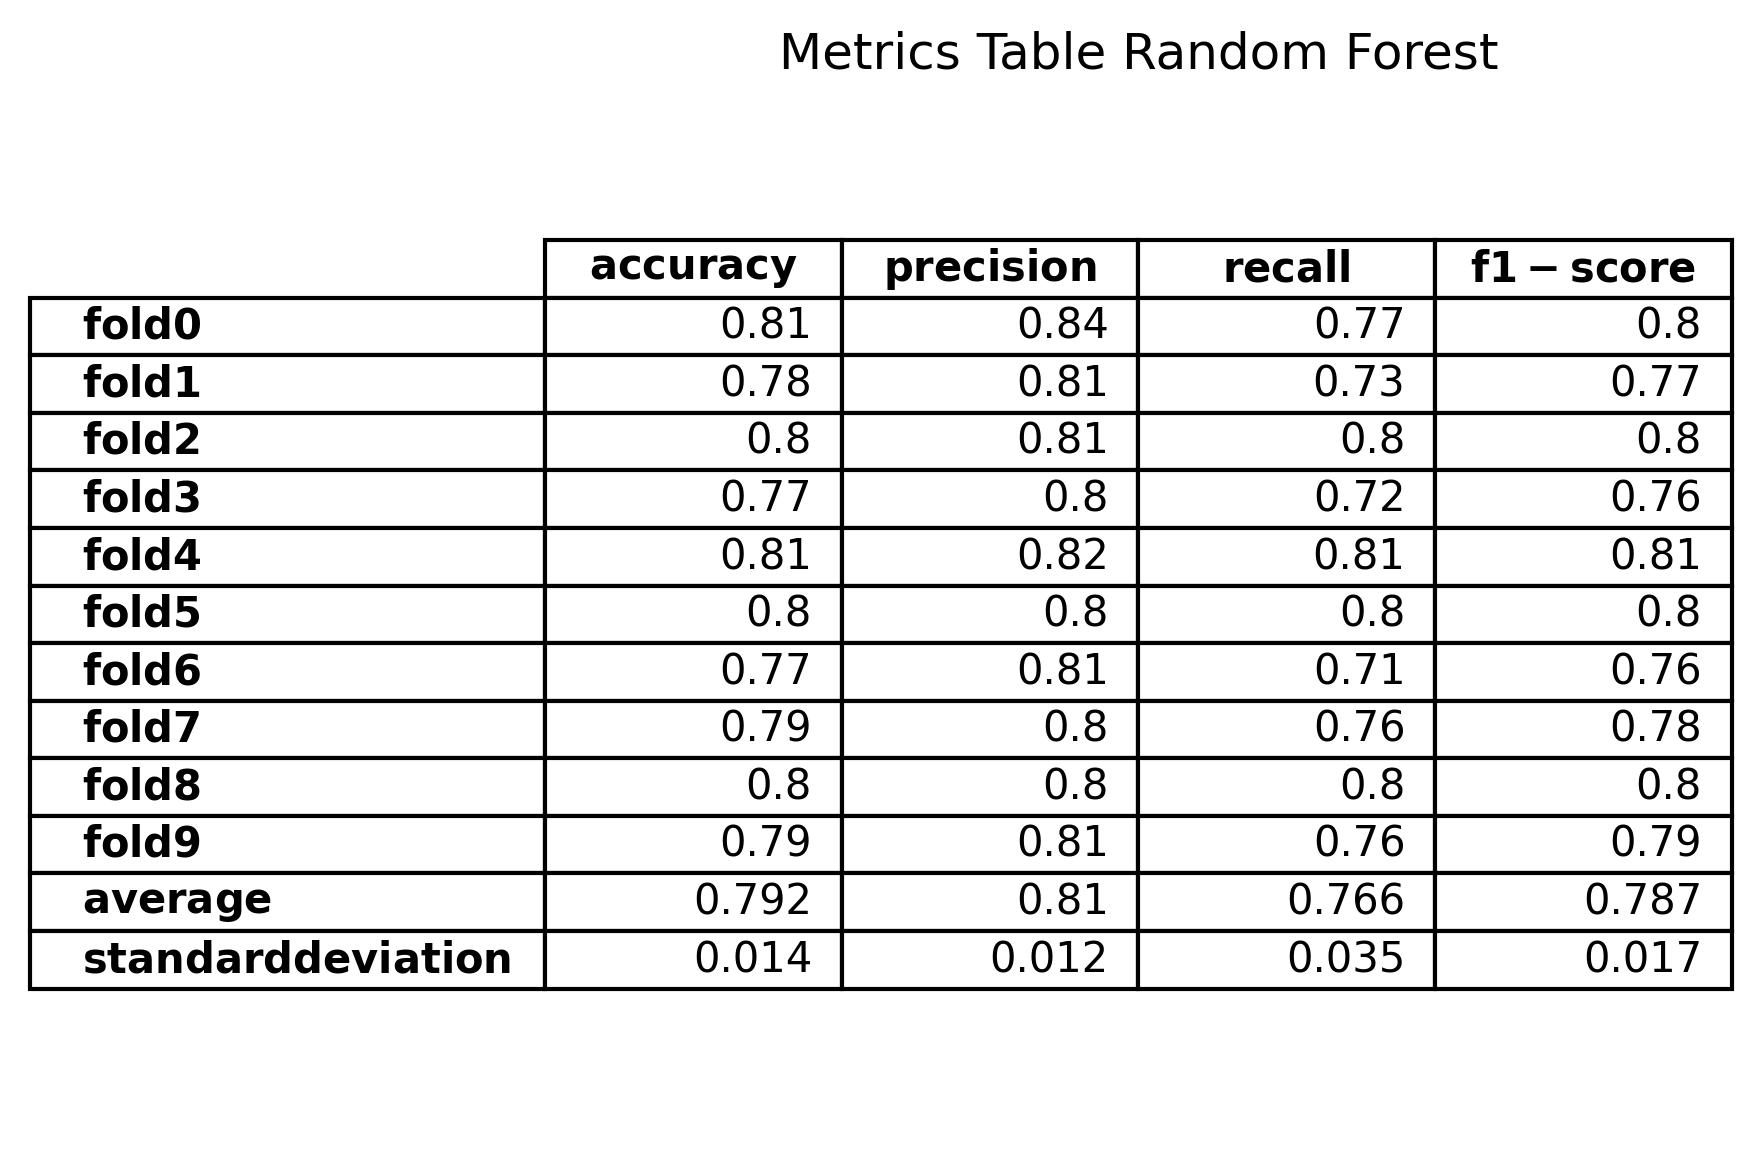 Metrics Table Random Forest
accuracy precision recall f1 − score
fold0 0.81 0.84 0.77 0.8
fold1 0.78 0.81 0.73 0.77
fold2 0.8 0.81 0.8 0.8
fold3 0.77 0.8 0.72 0.76
fold4 0.81 0.82 0.81 0.81
fold5 0.8 0.8 0.8 0.8
fold6 0.77 0.81 0.71 0.76
fold7 0.79 0.8 0.76 0.78
fold8 0.8 0.8 0.8 0.8
fold9 0.79 0.81 0.76 0.79
average 0.792 0.81 0.766 0.787
standarddeviation 0.014 0.012 0.035 0.017